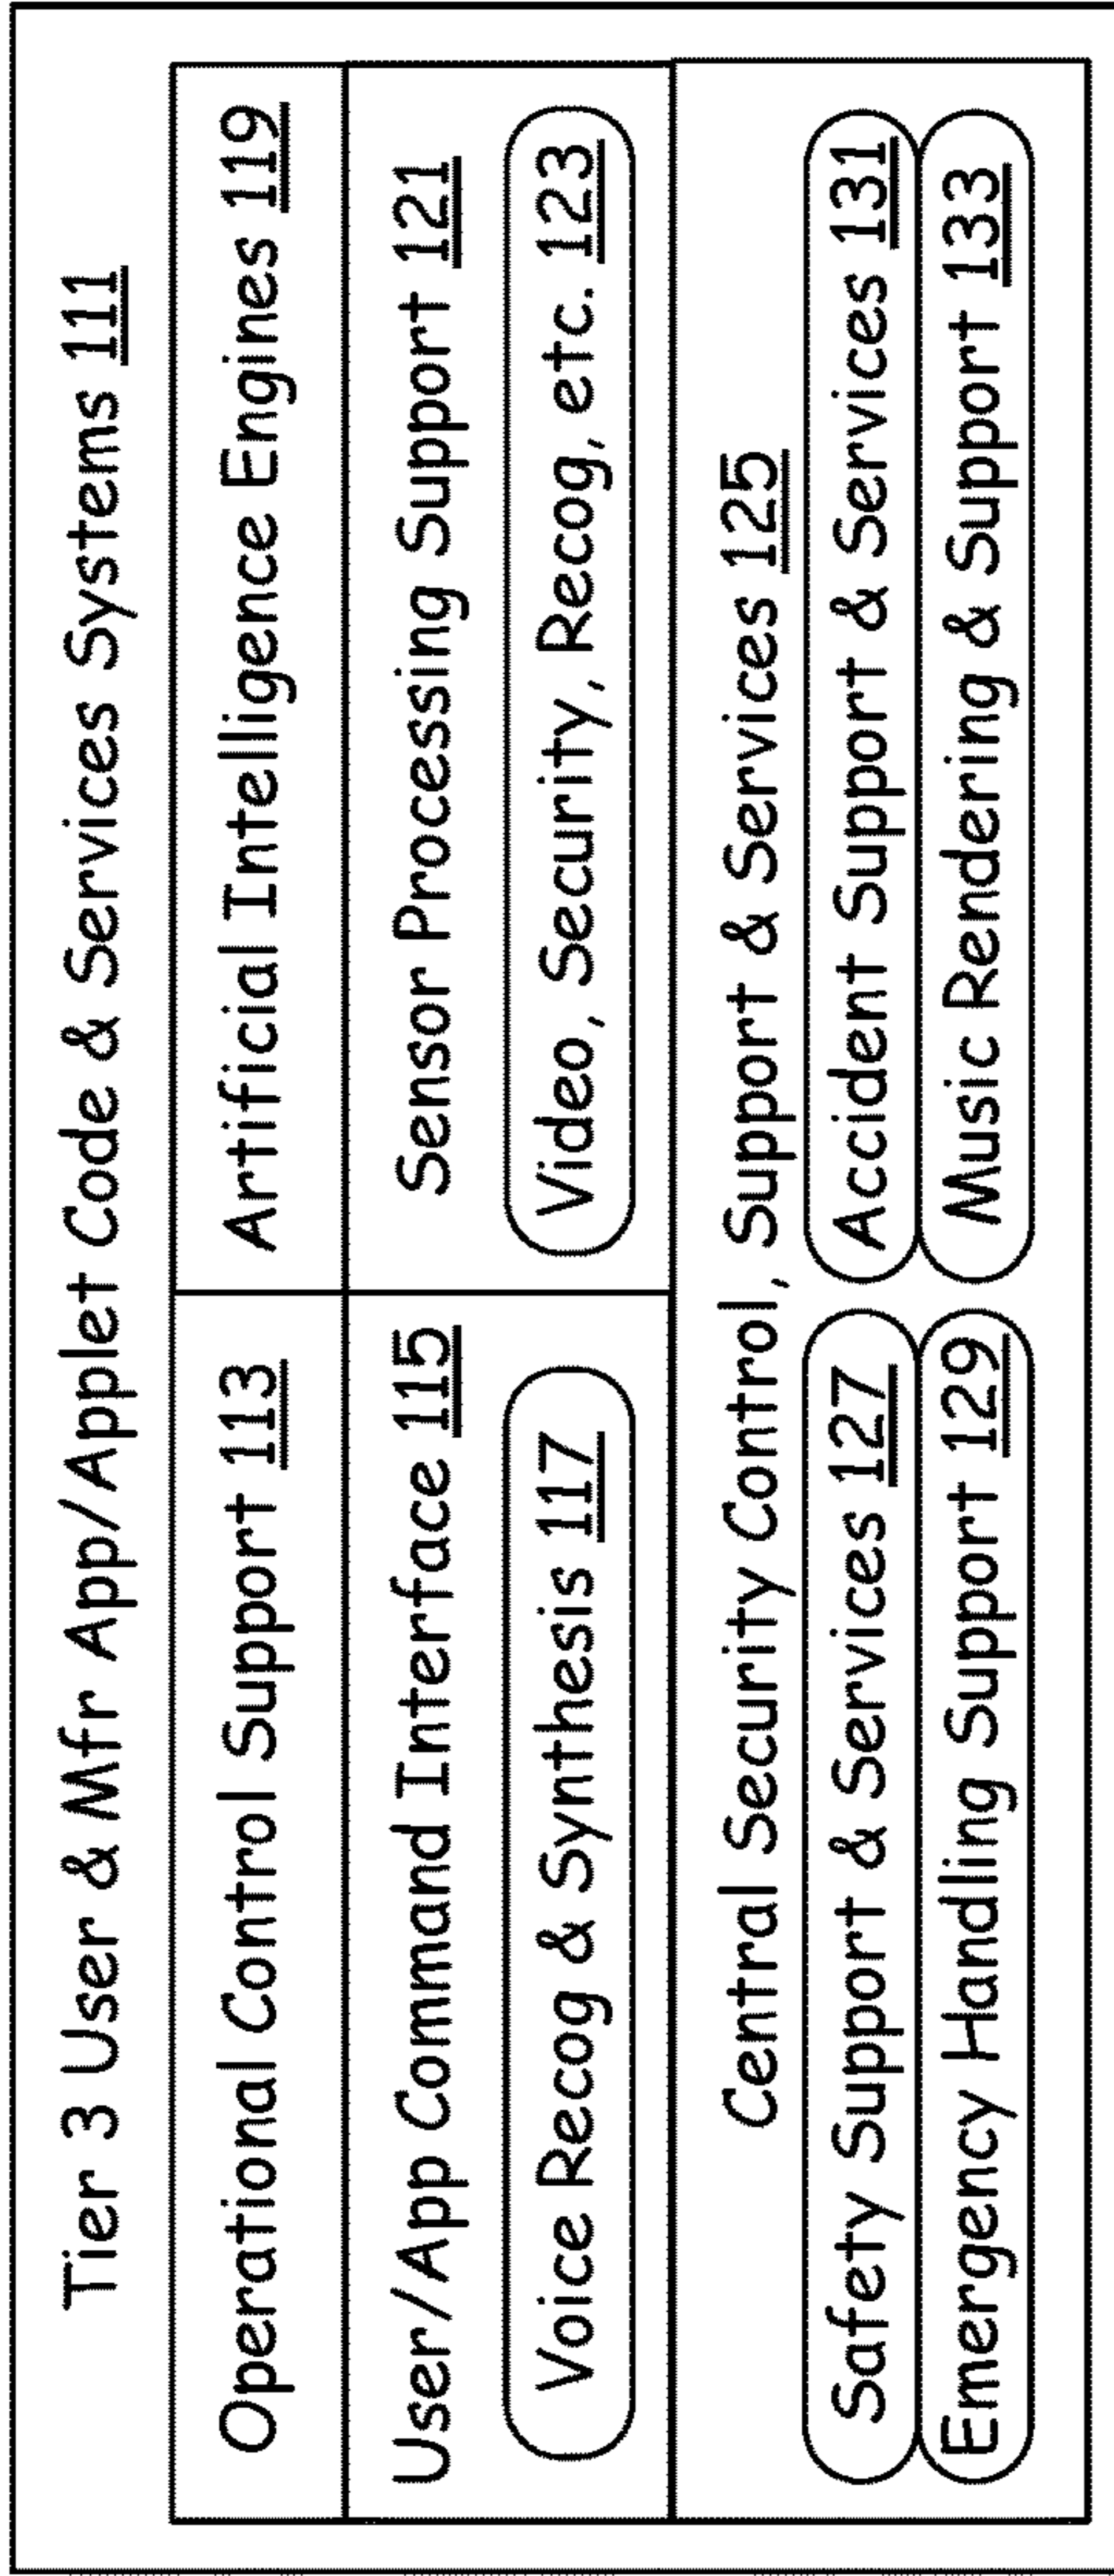 Tier 3 User & Mfr App/Applet Code & Services Systems 111
Operational Control Support 113
Artificial Intelligence Engines 119
User/App Command Interface 115
Voice Recog & Synthesis 117
Sensor Processing Support 121
Video, Security, Recog, etc. 123
Central Security Control, Support & Services 125
Safety Support & Services 127
Accident Support & Services 131
Emergency Handling Support 129
Music Rendering & Support 133